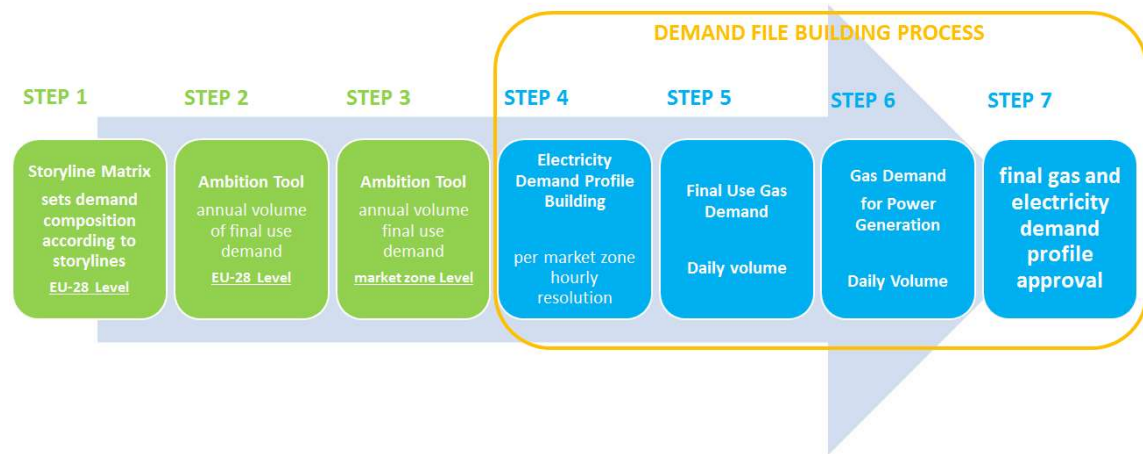 DEMAND FILE BUILDING PROCESS
STEP 1
STEP 2
STEP 3
STEP 4
STEP 5
STEP 6
STEP 7
Storyline Matrix
sets demand
composition
according to
storylines
EU-28 Level
Ambition Tool
annual volume
of final use
demand
EU-28 Level
Ambition Tool
annual volume
final use
demand
market zone Level
Electricity
Demand Profile
Building
per market zone
hourly
resolution
Final Use Gas
Demand
Daily volume
Gas Demand
for Power
Generation
Daily Volume
final gas and
electricity
demand
profile
approval